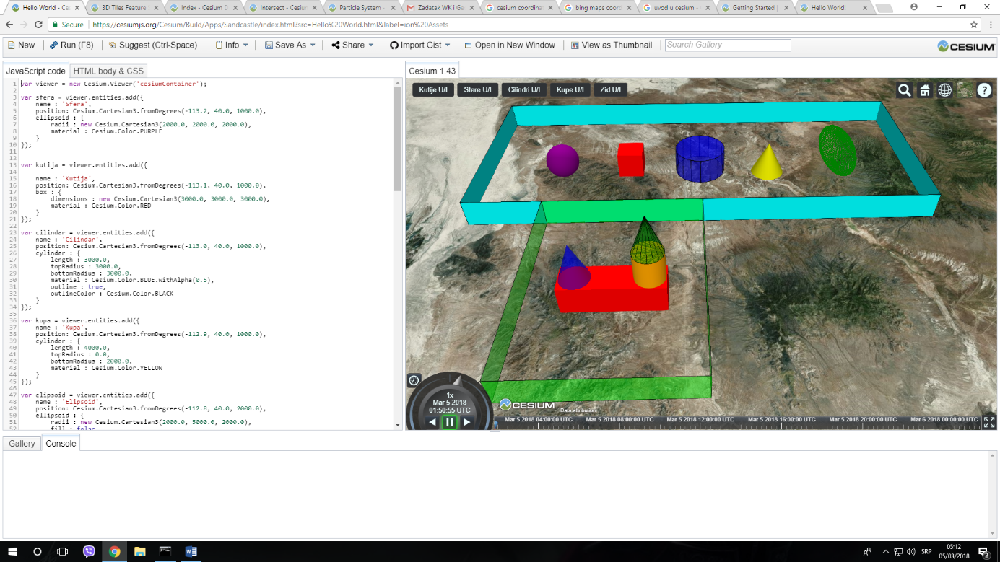 Hello World - Ces
3D Tiles Feature
Index - Cesium D
Intersect - Cesiu
Particle System -
Zadatak WK i Ge
cesium coordina
bing maps coor
uvod u cesium -
Getting Started |
Hello World!
Secure https://cesiumjs.org/Cesium/Build/Apps/Sandcastle/index.html?src=Hello%20World.html&label=ion%20Assets
New Run (F8) Suggest (Ctrl-Space) Info Save As Share Import Gist Open in New Window View as Thumbnail Search Gallery CESIUM
JavaScript code HTML body & CSS
1 var viewer = new Cesium.Viewer('cesiumContainer');
2
3 var sfera = viewer.entities.add({
4 name : 'Sfera',
5 position: Cesium.Cartesian3.fromDegrees(-113.2, 40.0, 1000.0),
6 ellipsoid : {
7 radii : new Cesium.Cartesian3(2000.0, 2000.0, 2000.0),
8 material : Cesium.Color.PURPLE
9 }
10 });
11
12
13 var kutija = viewer.entities.add({
14
15 name : 'Kutija',
16 position: Cesium.Cartesian3.fromDegrees(-113.1, 40.0, 1000.0),
17 box : {
18 dimensions : new Cesium.Cartesian3(3000.0, 3000.0, 3000.0),
19 material : Cesium.Color.RED
20 }
21 });
22
23 var cilindar = viewer.entities.add({
24 name : 'Cilindar',
25 position: Cesium.Cartesian3.fromDegrees(-113.0, 40.0, 1000.0),
26 cylinder : {
27 length : 3000.0,
28 topRadius : 3000.0,
29 bottomRadius : 3000.0,
30 material : Cesium.Color.BLUE.withAlpha(0.5),
31 outline : true,
32 outlineColor : Cesium.Color.BLACK
33 }
34 });
35
36 var kupa = viewer.entities.add({
37 name : 'Kupa',
38 position: Cesium.Cartesian3.fromDegrees(-112.9, 40.0, 1000.0),
39 cylinder : {
40 length : 4000.0,
41 topRadius : 0.0,
42 bottomRadius : 2000.0,
43 material : Cesium.Color.YELLOW
44 }
45 });
46
47 var elipsoid = viewer.entities.add({
48 name : 'Elipsoid',
49 position: Cesium.Cartesian3.fromDegrees(-112.8, 40.0, 2000.0),
50 ellipsoid : {
51 radii : new Cesium.Cartesian3(2000.0, 5000.0, 2000.0),
52 fill : false,
Cesium 1.43
Kutije U/I Sfere U/I Cilindri U/I Kupe U/I Zid U/I
?
1x
Mar 5 2018
01:50:55 UTC
CESIUM Data attribution
Mar 5 2018 04:00:00 UTC Mar 5 2018 08:00:00 UTC Mar 5 2018 12:00:00 UTC Mar 5 2018 16:00:00 UTC Mar 5 2018 20:00:00 UTC Mar 6 2018 00:00:00 UTC
Gallery Console
SRP
05:12
05/03/2018
2